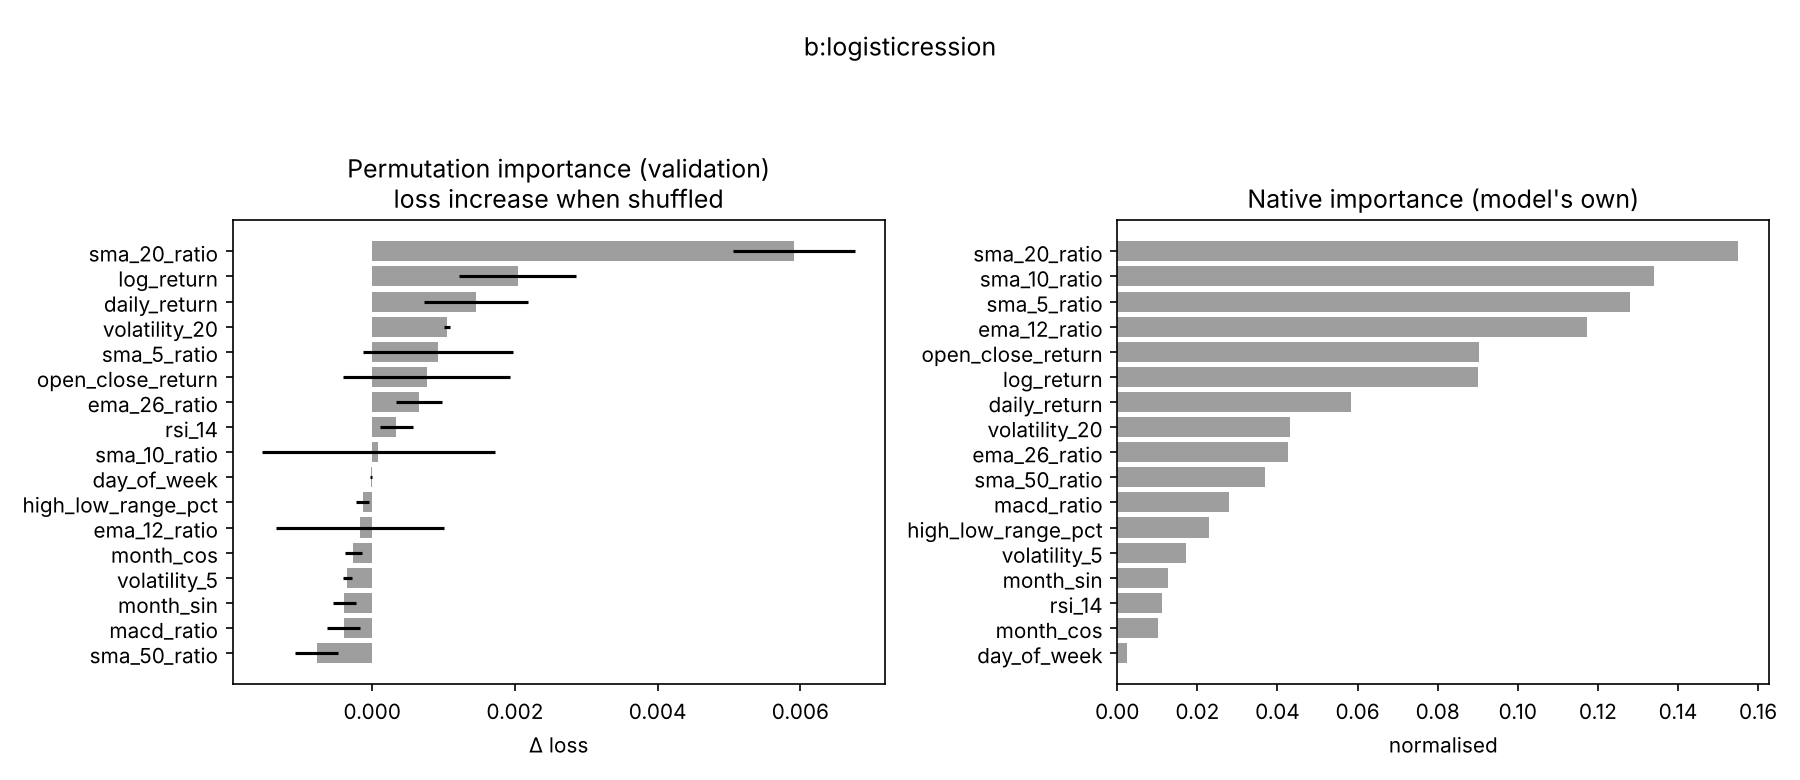 b:logisticression
Permutation importance (validation)
loss increase when shuffled
sma_20_ratio
log_return
daily_return
volatility_20
sma_5_ratio
open_close_return
ema_26_ratio
rsi_14
sma_10_ratio
day_of_week
high_low_range_pct
ema_12_ratio
month_cos
volatility_5
month_sin
macd_ratio
sma_50_ratio
0.000 0.002 0.004 0.006
Δ loss
Native importance (model's own)
sma_20_ratio
sma_10_ratio
sma_5_ratio
ema_12_ratio
open_close_return
log_return
daily_return
volatility_20
ema_26_ratio
sma_50_ratio
macd_ratio
high_low_range_pct
volatility_5
month_sin
rsi_14
month_cos
day_of_week
0.00 0.02 0.04 0.06 0.08 0.10 0.12 0.14 0.16
normalised